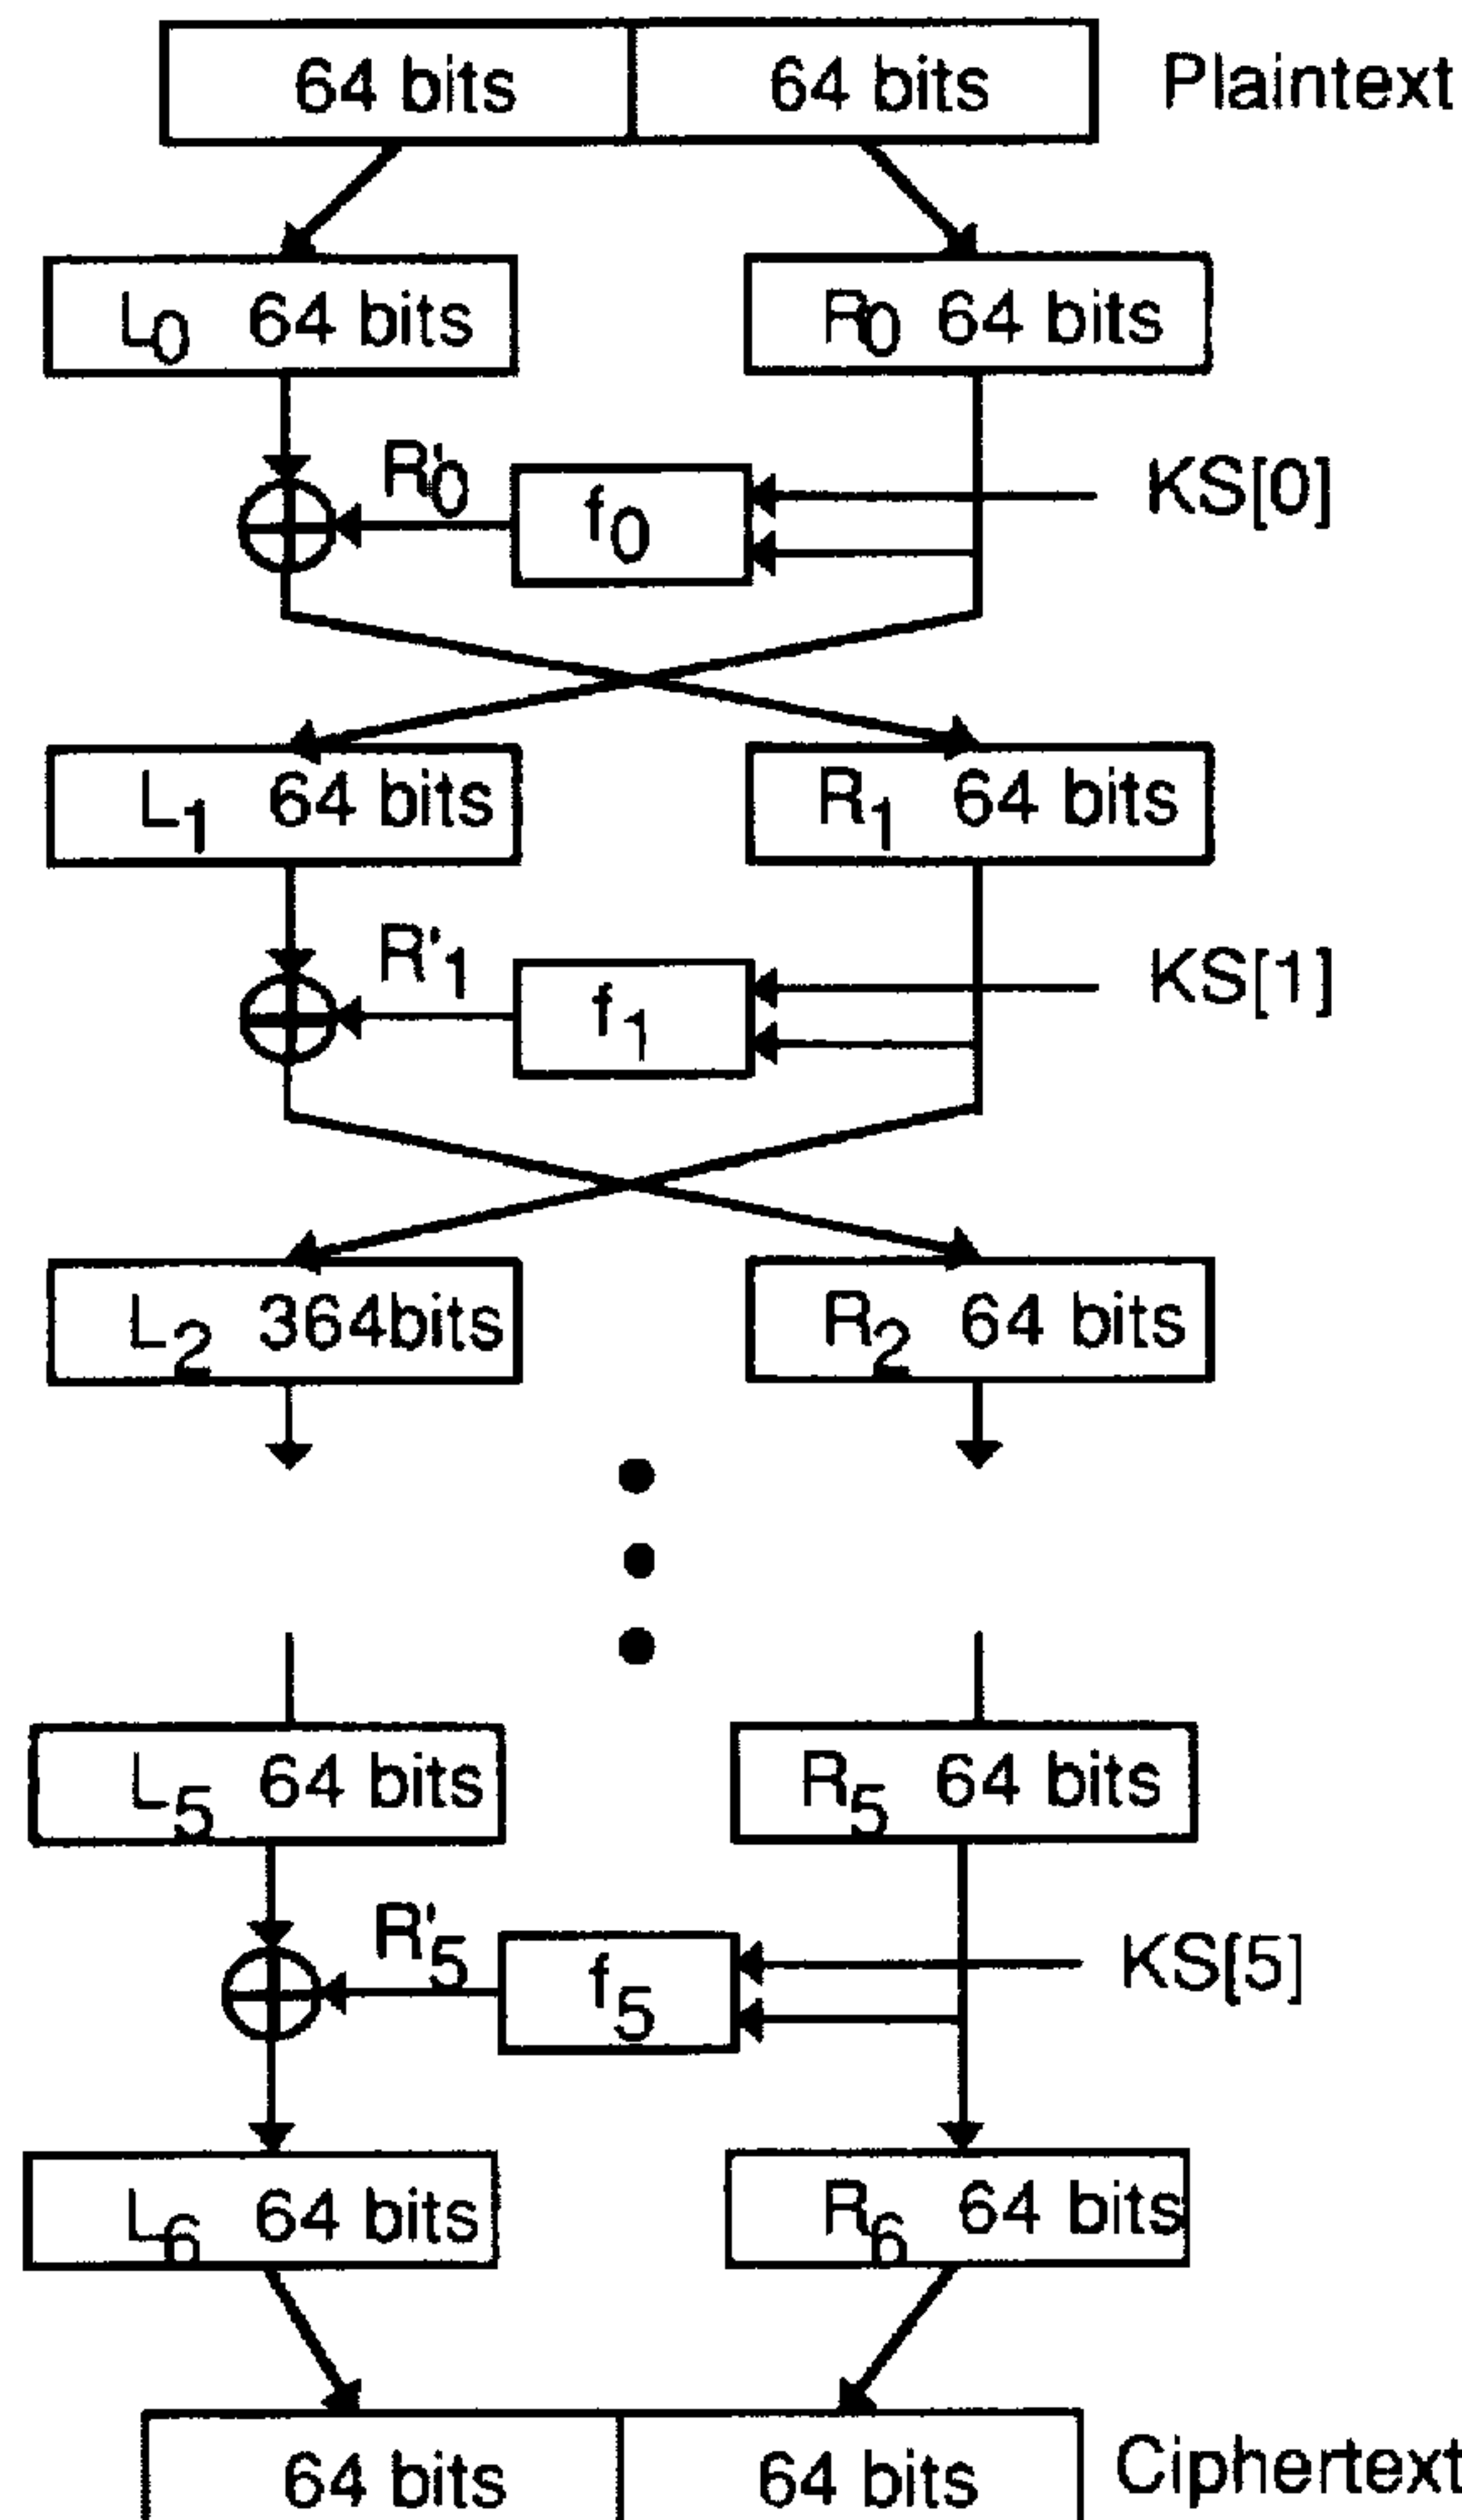 64 bits 64 bits Plaintext
L0 64 bits R0 64 bits
R'0 f0 KS[0]
L1 64 bits R1 64 bits
R'1 f1 KS[1]
L2 364bits R2 64 bits
L5 64 bits R5 64 bits
R'5 f5 KS[5]
L6 64 bits R6 64 bits
64 bits 64 bits Ciphertext